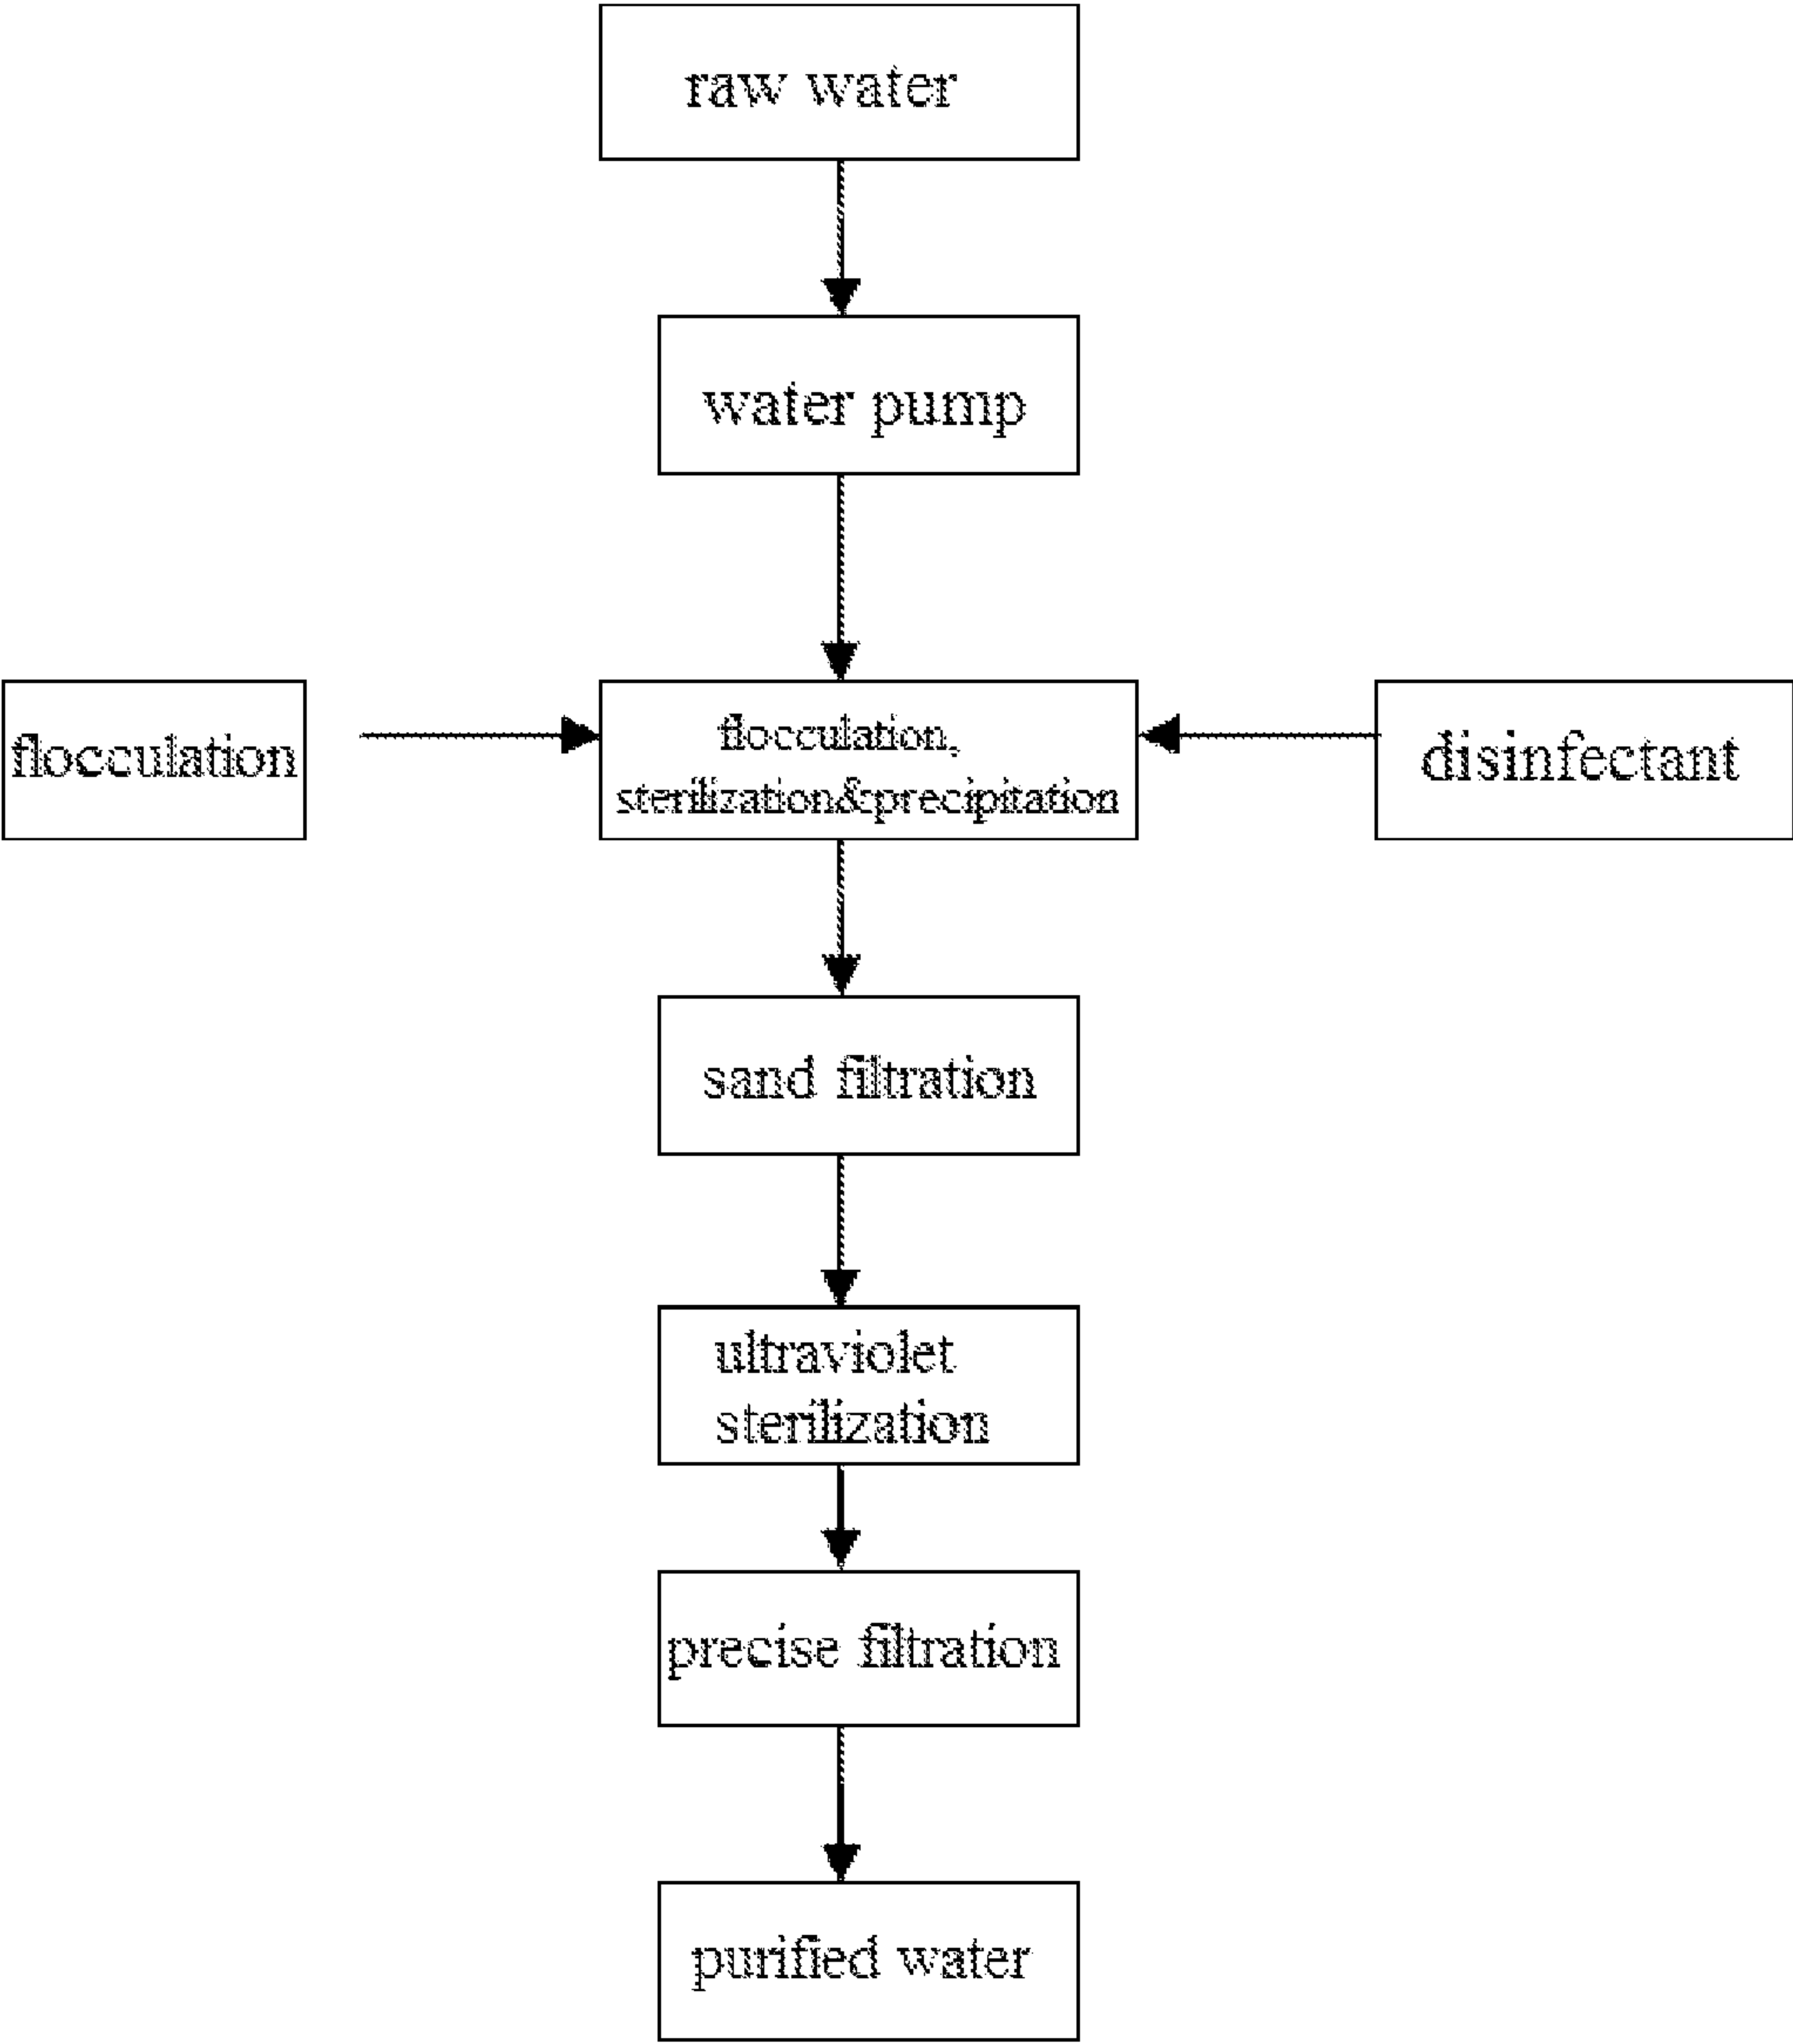 raw water
water pump
flocculation
flocculation,
sterilization&precipitation
disinfectant
sand filtration
ultraviolet
sterilization
precise filtration
purified water